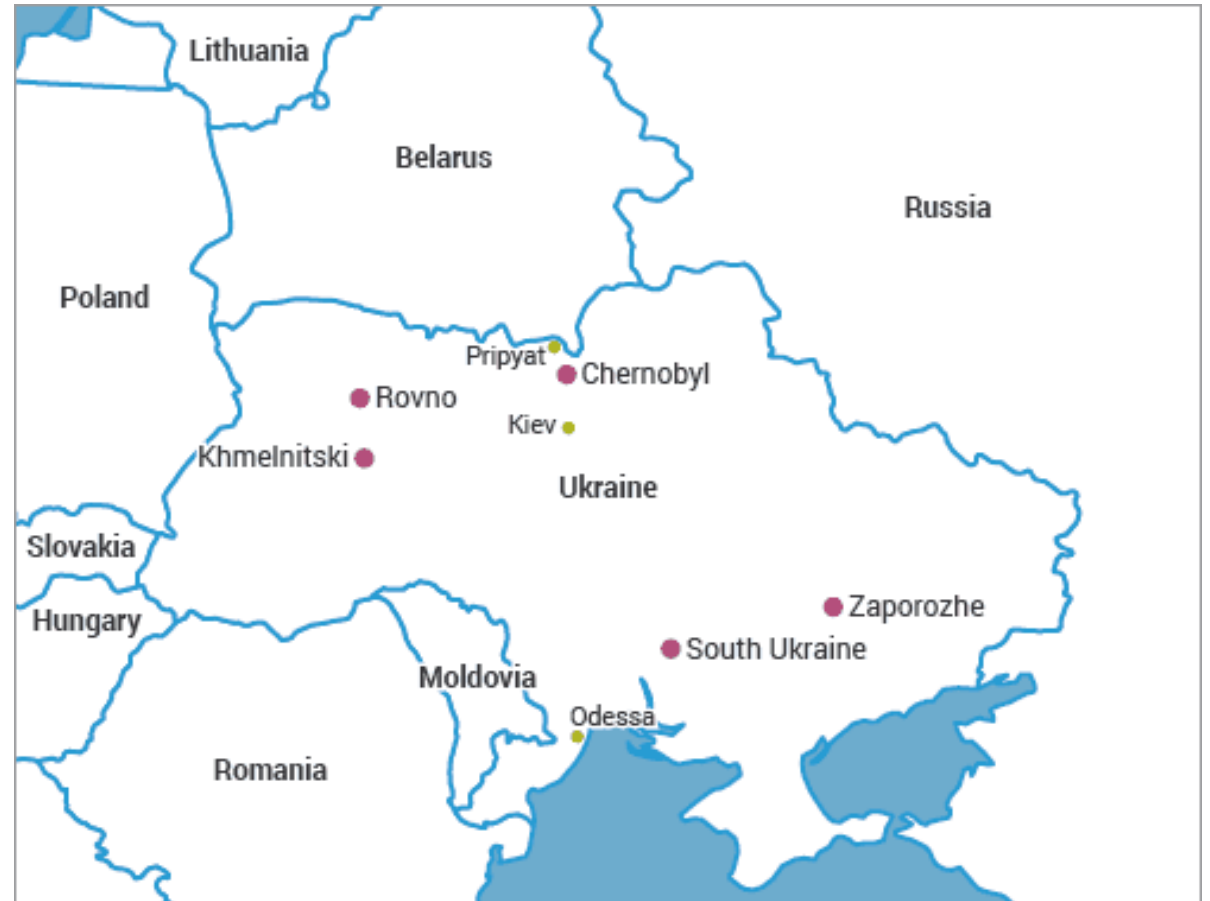 Lithuania
Belarus
Russia
Poland
Pripyat
Chernobyl
Rovno
Kiev
Khmelnitski
Ukraine
Slovakia
Zaporozhe
Hungary
South Ukraine
Moldovia
Odessa
Romania